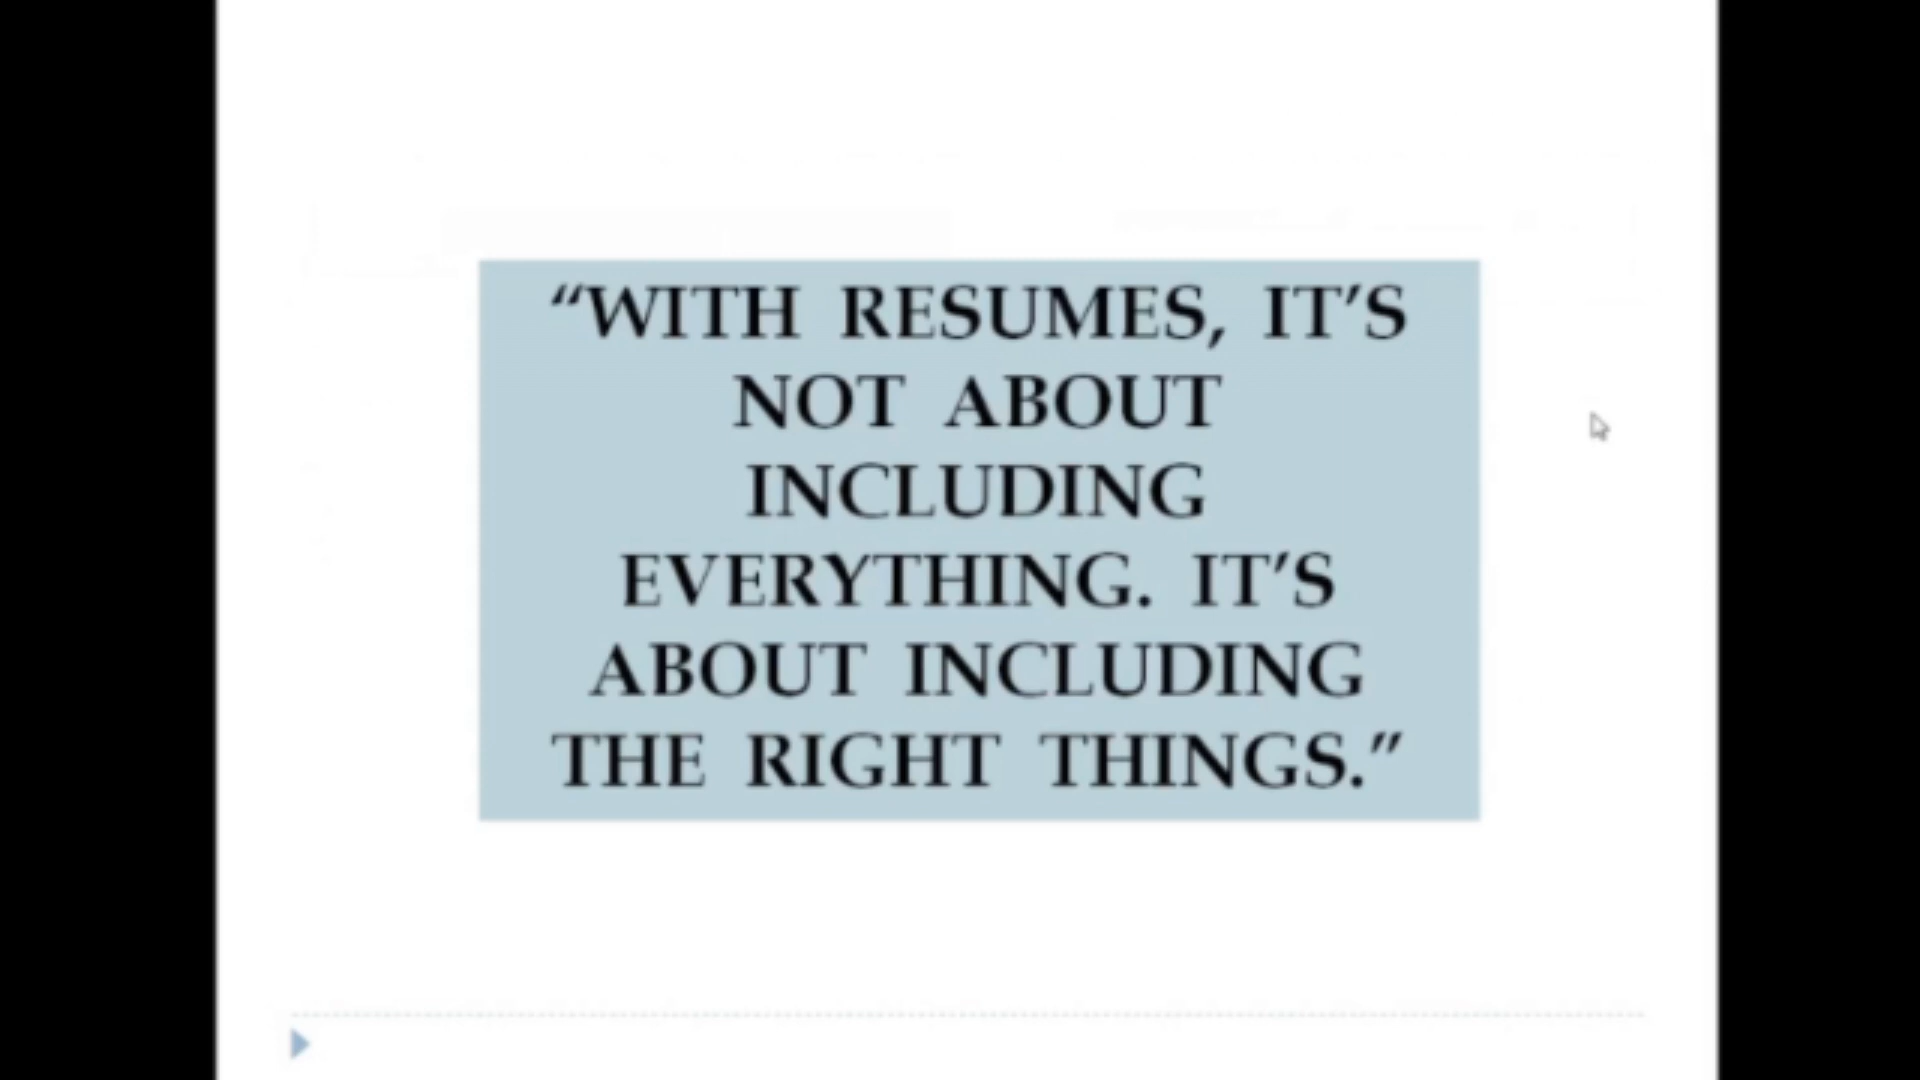 “WITH RESUMES, IT’S
NOT ABOUT
INCLUDING
EVERYTHING. IT’S
ABOUT INCLUDING
THE RIGHT THINGS.”